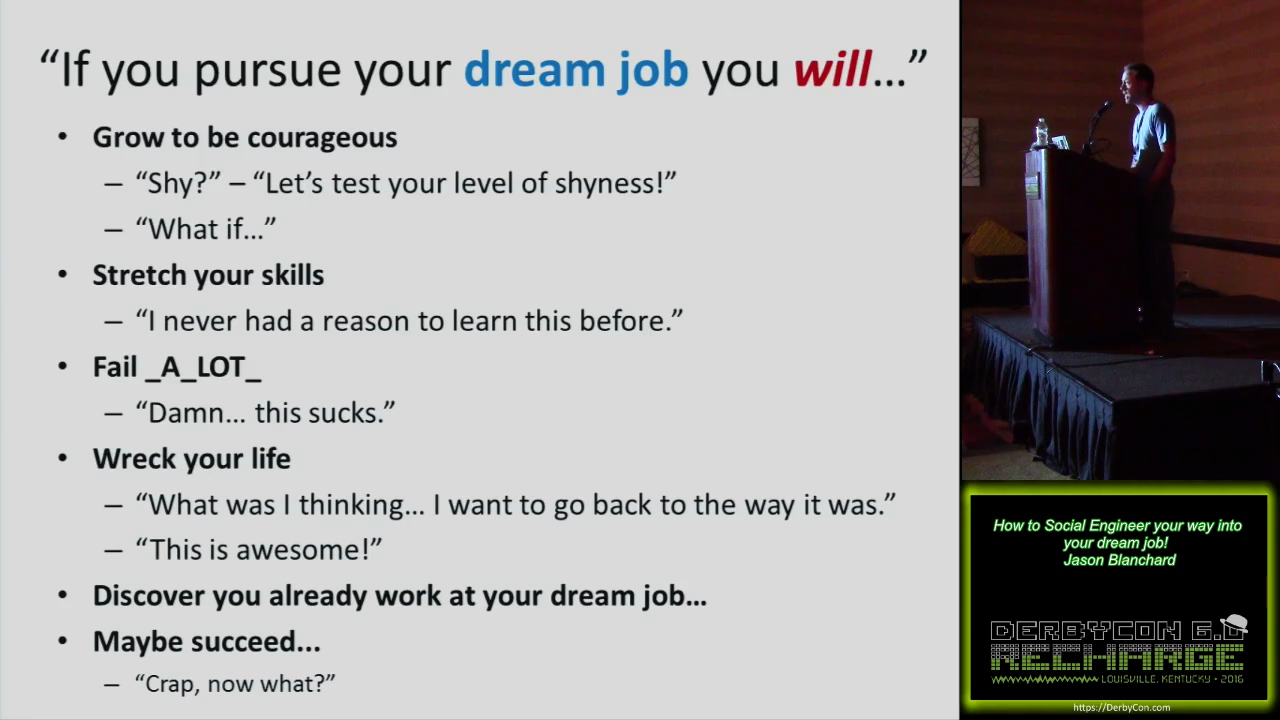 “If you pursue your dream job you will...”
• Grow to be courageous
– “Shy?” – “Let’s test your level of shyness!”
– “What if...”
• Stretch your skills
– “I never had a reason to learn this before.”
• Fail _A_LOT_
– “Damn... this sucks.”
• Wreck your life
– “What was I thinking... I want to go back to the way it was.”
– “This is awesome!”
• Discover you already work at your dream job...
• Maybe succeed...
– “Crap, now what?”
How to Social Engineer your way into
your dream job!
Jason Blanchard
DERBYCON 6.0
RECHARGE
LOUISVILLE, KENTUCKY • 2016
https://DerbyCon.com